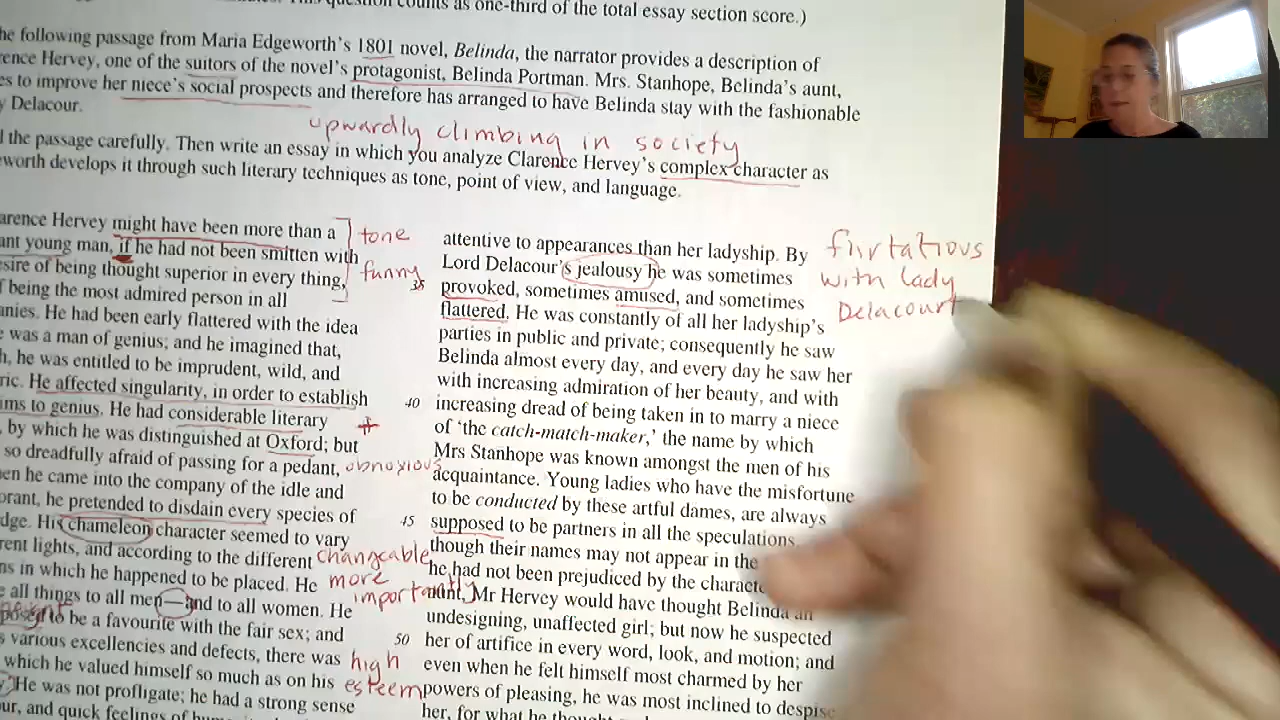 counts as one-third of the total essay section score.)
he following passage from Maria Edgeworth's 1801 novel, Belinda, the narrator provides a description of
ence Hervey, one of the suitors of the novel's protagonist, Belinda Portman. Mrs. Stanhope, Belinda's aunt,
es to improve her niece's social prospects and therefore has arranged to have Belinda stay with the fashionable
y Delacour.
upwardly climbing in society
the passage carefully. Then write an essay in which you analyze Clarence Hervey's complex character as
eworth develops it through such literary techniques as tone, point of view, and language.
arence Hervey might have been more than a
ant young man, if he had not been smitten with
esire of being thought superior in every thing,
f being the most admired person in all
anies. He had been early flattered with the idea
e was a man of genius; and he imagined that,
h, he was entitled to be imprudent, wild, and
ric. He affected singularity, in order to establish
ims to genius. He had considerable literary
, by which he was distinguished at Oxford; but
so dreadfully afraid of passing for a pedant,
en he came into the company of the idle and
orant, he pretended to disdain every species of
dge. His chameleon character seemed to vary
rent lights, and according to the different
ns in which he happened to be placed. He
e all things to all men—and to all women. He
posed to be a favourite with the fair sex; and
s various excellencies and defects, there was
which he valued himself so much as on his
He was not profligate; he had a strong sense
ur, and quick feelings of
tone
funny
+
obnoxious
changeable
more
importantly
high
esteem
attentive to appearances than her ladyship. By
Lord Delacour's jealousy he was sometimes
35 provoked, sometimes amused, and sometimes
flattered. He was constantly of all her ladyship's
parties in public and private; consequently he saw
Belinda almost every day, and every day he saw her
with increasing admiration of her beauty, and with
40 increasing dread of being taken in to marry a niece
of 'the catch-match-maker,' the name by which
Mrs Stanhope was known amongst the men of his
acquaintance. Young ladies who have the misfortune
to be conducted by these artful dames, are always
45 supposed to be partners in all the speculations,
though their names may not appear in the
he had not been prejudiced by the
aunt, Mr Hervey would have thought Belinda an
undesigning, unaffected girl; but now he suspected
50 her of artifice in every word, look, and motion; and
even when he felt himself most charmed by her
powers of pleasing, he was most inclined to despise
her, for what he thought
flirtatious
with lady
Delacourt